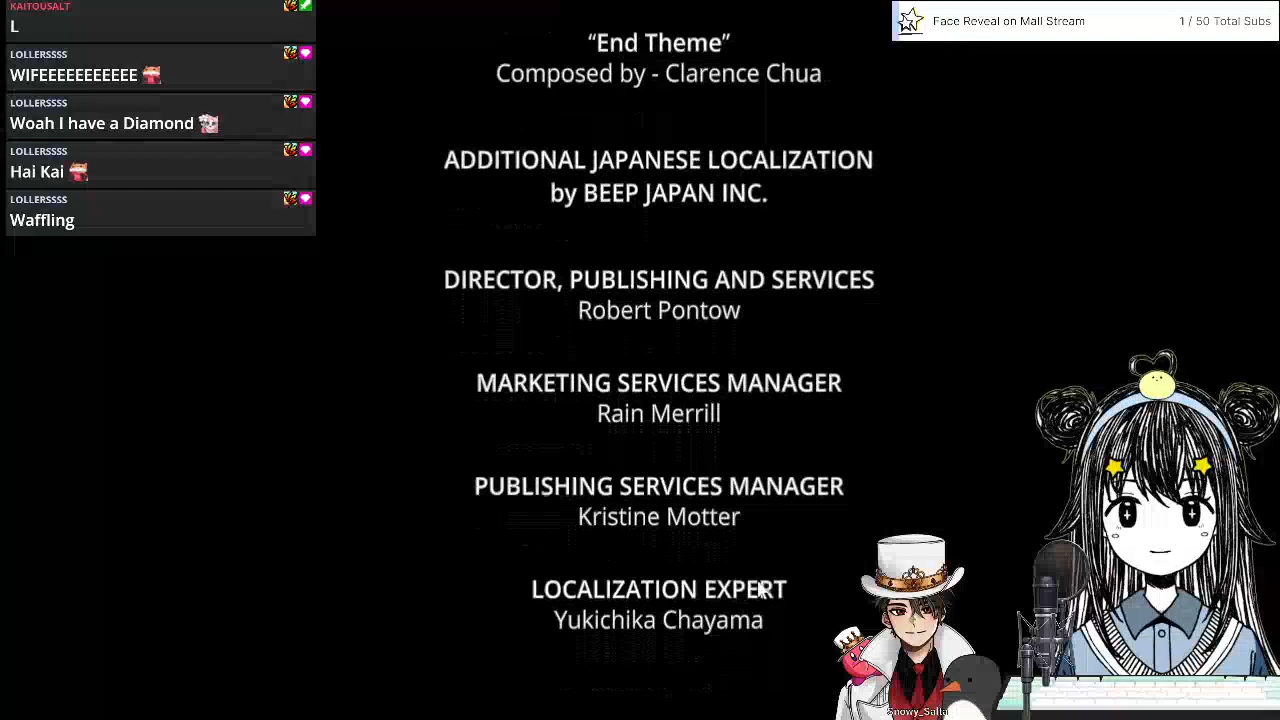 KAITOUSALT
L
LOLLERSSSS
WIFEEEEEEEEEEE
LOLLERSSSS
Woah I have a Diamond
LOLLERSSSS
Hai Kai
LOLLERSSSS
Waffling
“End Theme”
Composed by - Clarence Chua
ADDITIONAL JAPANESE LOCALIZATION
by BEEP JAPAN INC.
DIRECTOR, PUBLISHING AND SERVICES
Robert Pontow
MARKETING SERVICES MANAGER
Rain Merrill
PUBLISHING SERVICES MANAGER
Kristine Motter
LOCALIZATION EXPERT
Yukichika Chayama
Face Reveal on Mall Stream
1 / 50 Total Subs